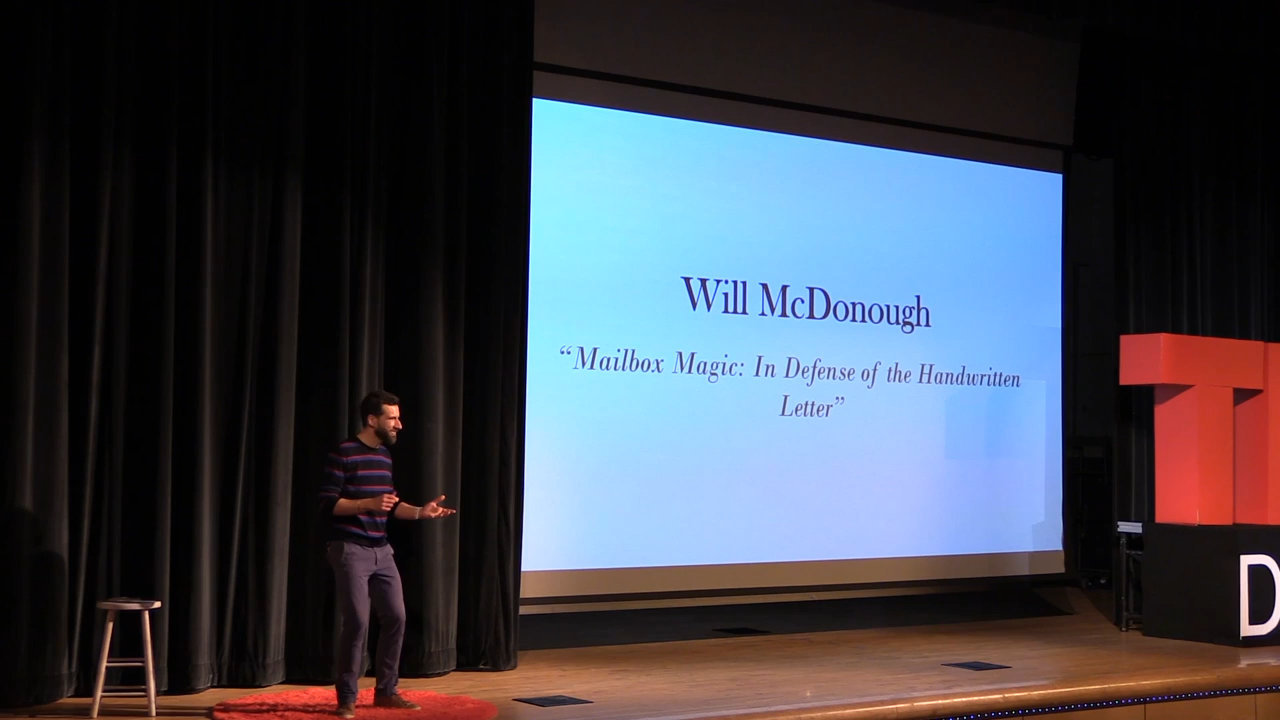 Will McDonough
“Mailbox Magic: In Defense of the Handwritten
Letter”
T
D